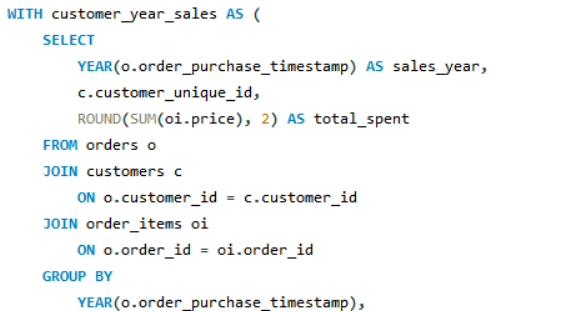 WITH customer_year_sales AS (
SELECT
YEAR(o.order_purchase_timestamp) AS sales_year,
c.customer_unique_id,
ROUND(SUM(oi.price), 2) AS total_spent
FROM orders o
JOIN customers c
ON o.customer_id = c.customer_id
JOIN order_items oi
ON o.order_id = oi.order_id
GROUP BY
YEAR(o.order_purchase_timestamp),